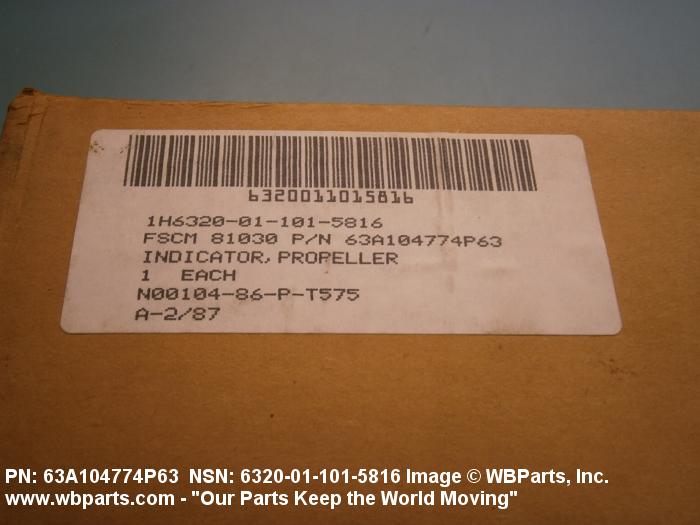 6320011015816
1H6320-01-101-5816
FSCM 81030 P/N 63A104774P63
INDICATOR, PROPELLER
1 EACH
N00104-86-P-T575
A-2/87
PN: 63A104774P63 NSN: 6320-01-101-5816 Image © WBParts, Inc.
www.wbparts.com - "Our Parts Keep the World Moving"